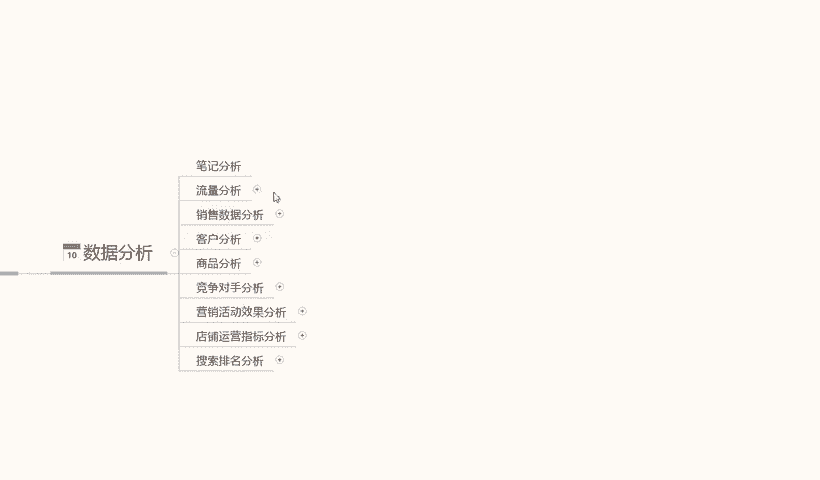 笔记分析
流量分析
销售数据分析
10 数据分析
客户分析
商品分析
竞争对手分析
营销活动效果分析
店铺运营指标分析
搜索排名分析